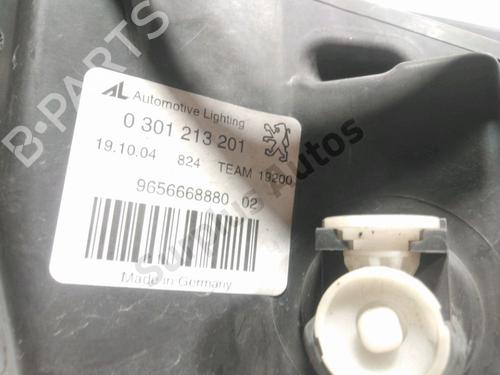 AL Automotive Lighting
0 301 213 201
19.10.04 824 TEAM 19200
9656668880 02
Made in Germany
B-PARTS